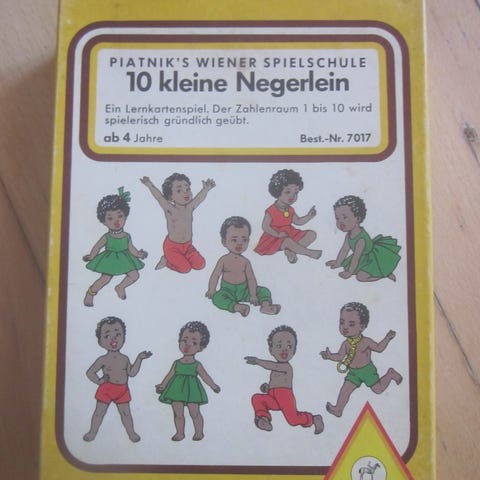 PIATNIK'S WIENER SPIELSCHULE
10 kleine Negerlein
Ein Lernkartenspiel. Der Zahlenraum 1 bis 10 wird
spielerisch gründlich geübt.
ab 4 Jahre Best.-Nr. 7017